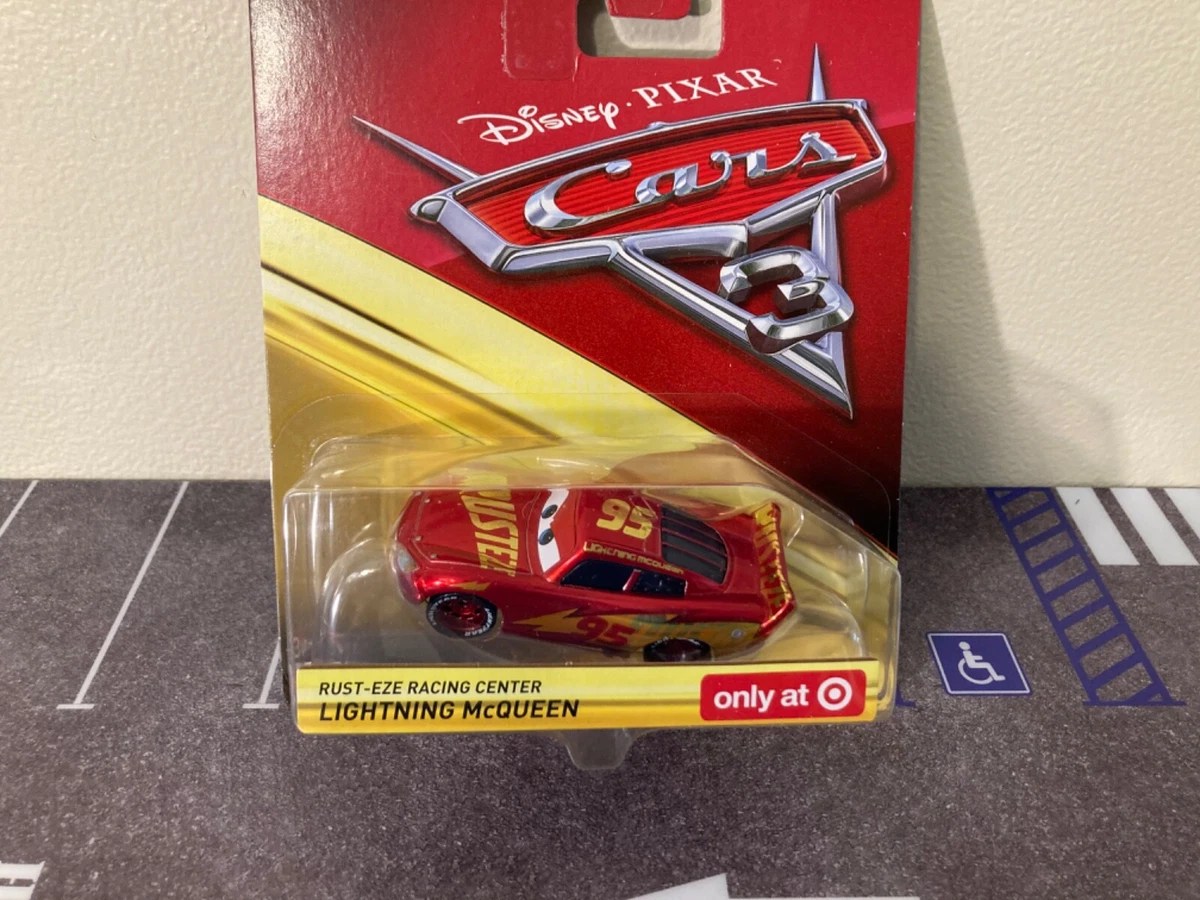 Disney·PIXAR
Cars
3
RUSTEZE
95
LIGHTNING McQUEEN
95
RUST-EZE RACING CENTER
LIGHTNING McQUEEN
only at